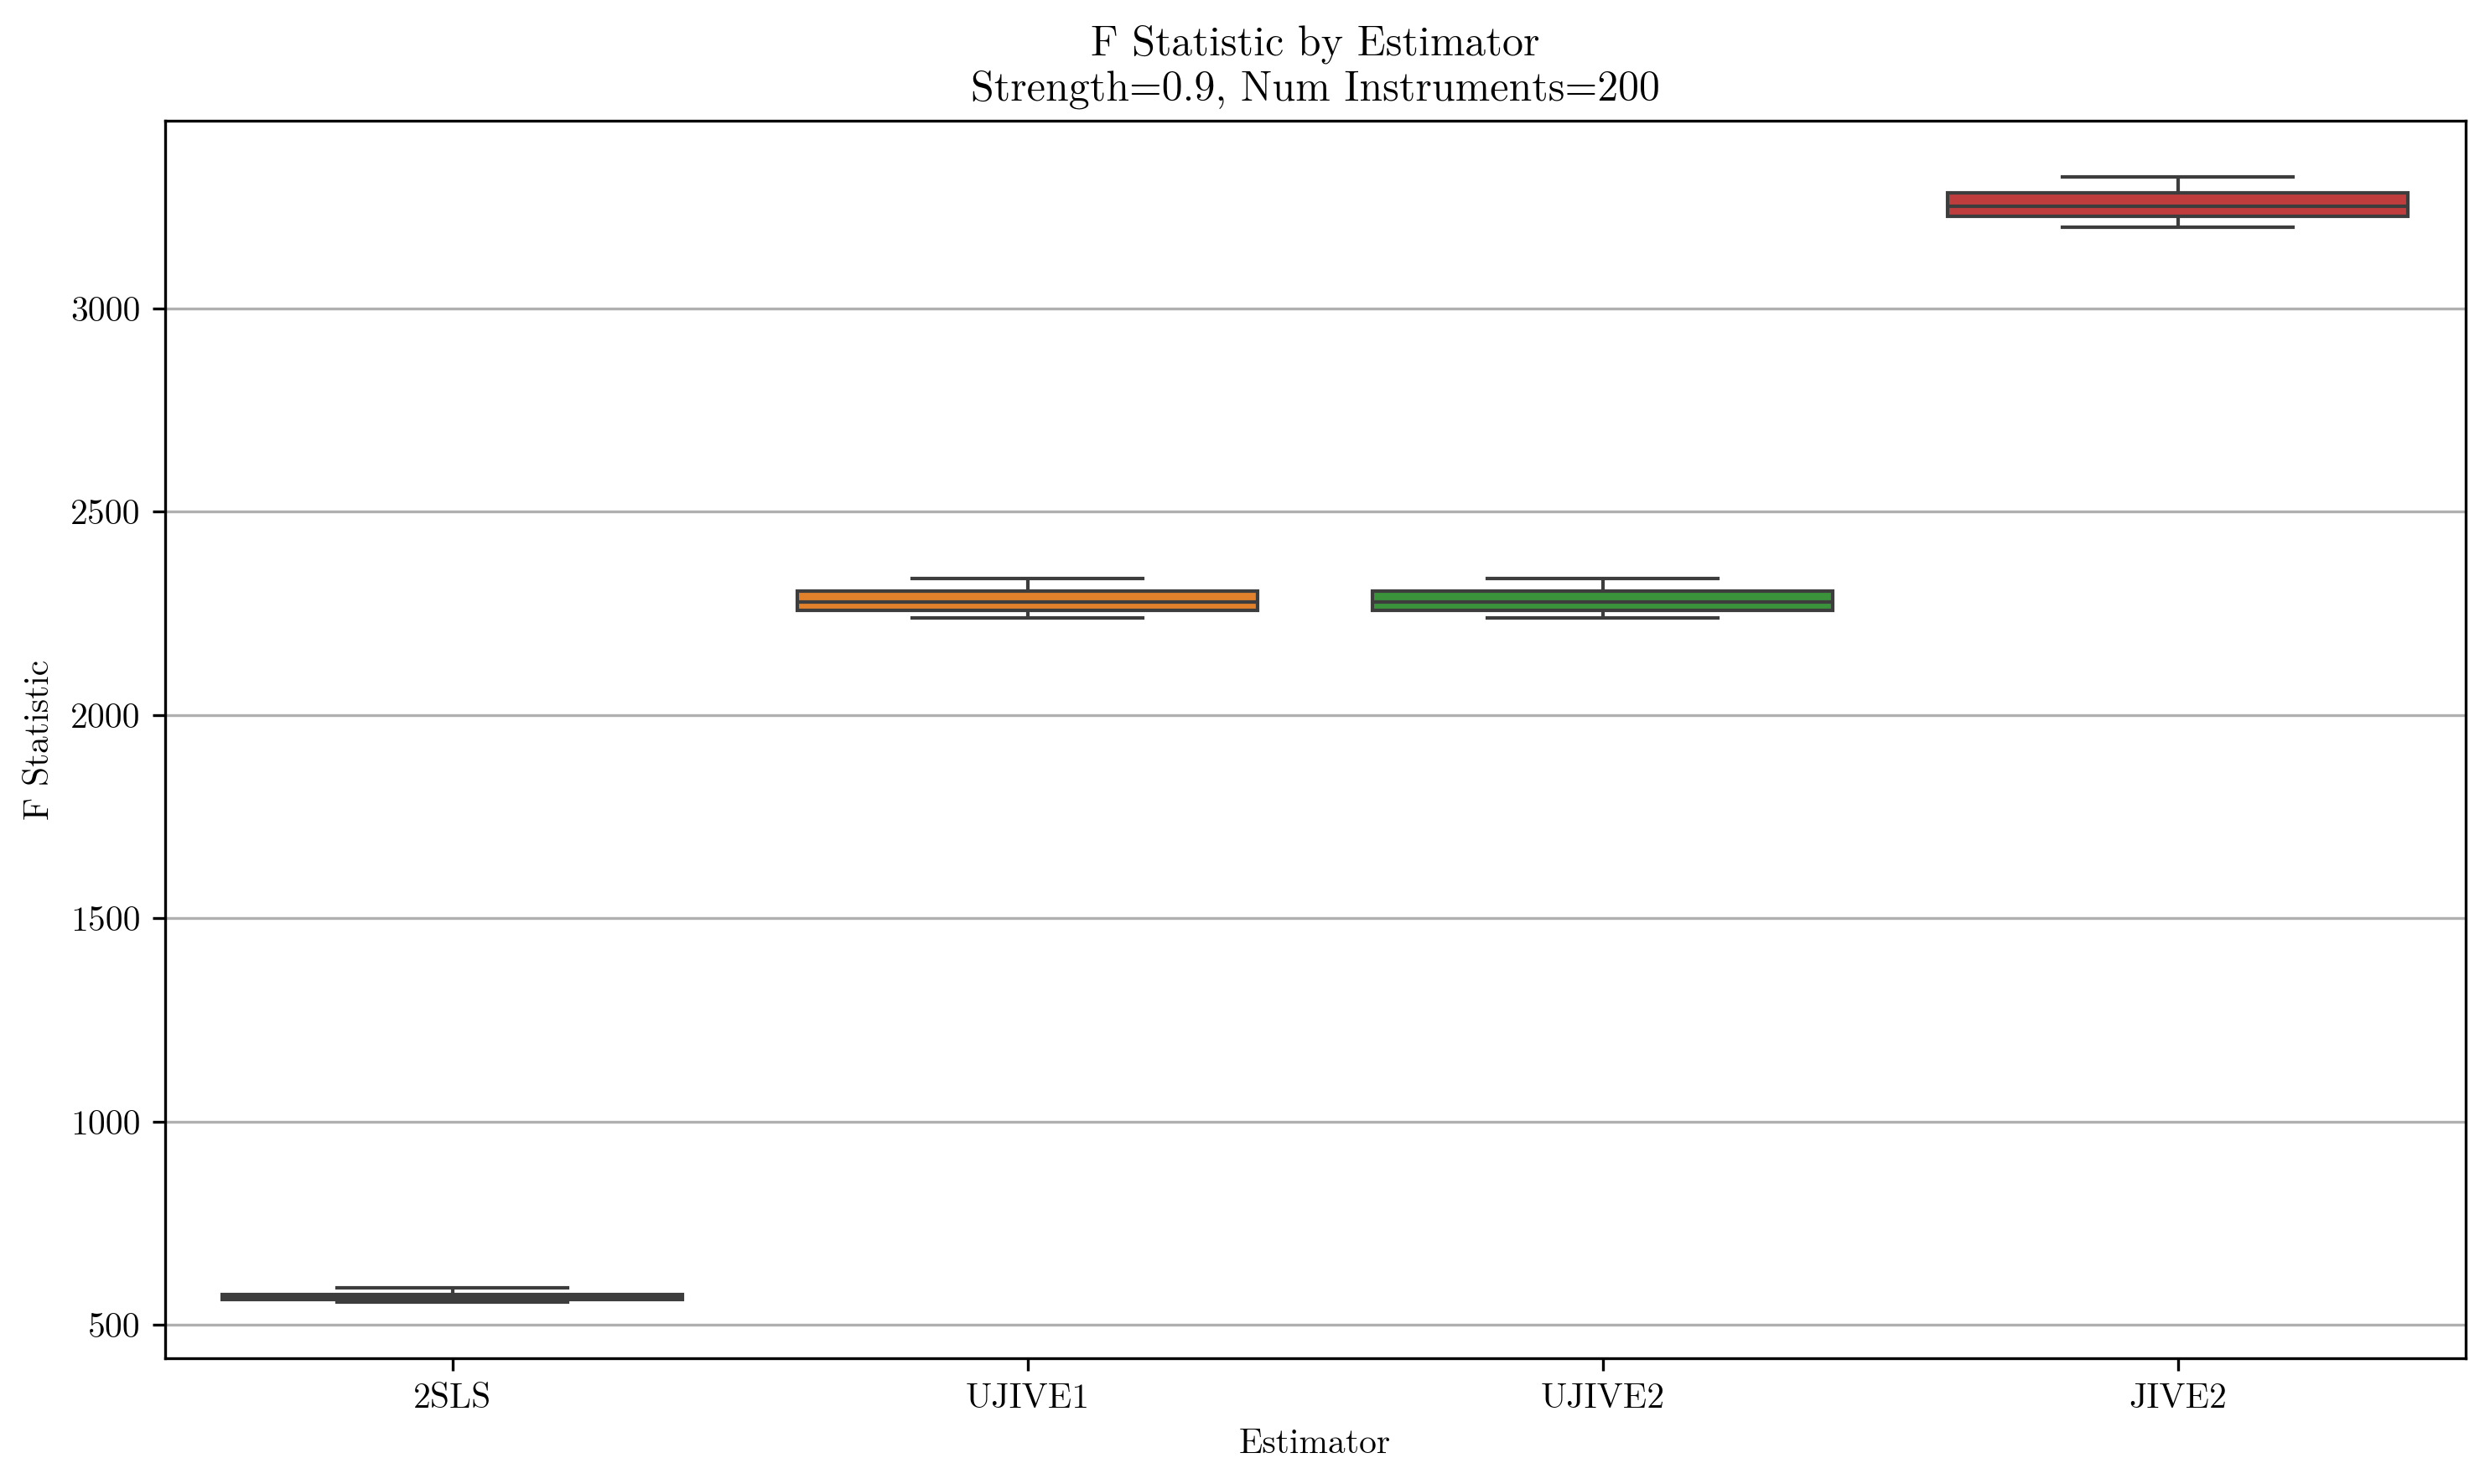 F Statistic by Estimator
Strength=0.9, Num Instruments=200
F Statistic
3000
2500
2000
1500
1000
500
2SLS
UJIVE1
UJIVE2
JIVE2
Estimator